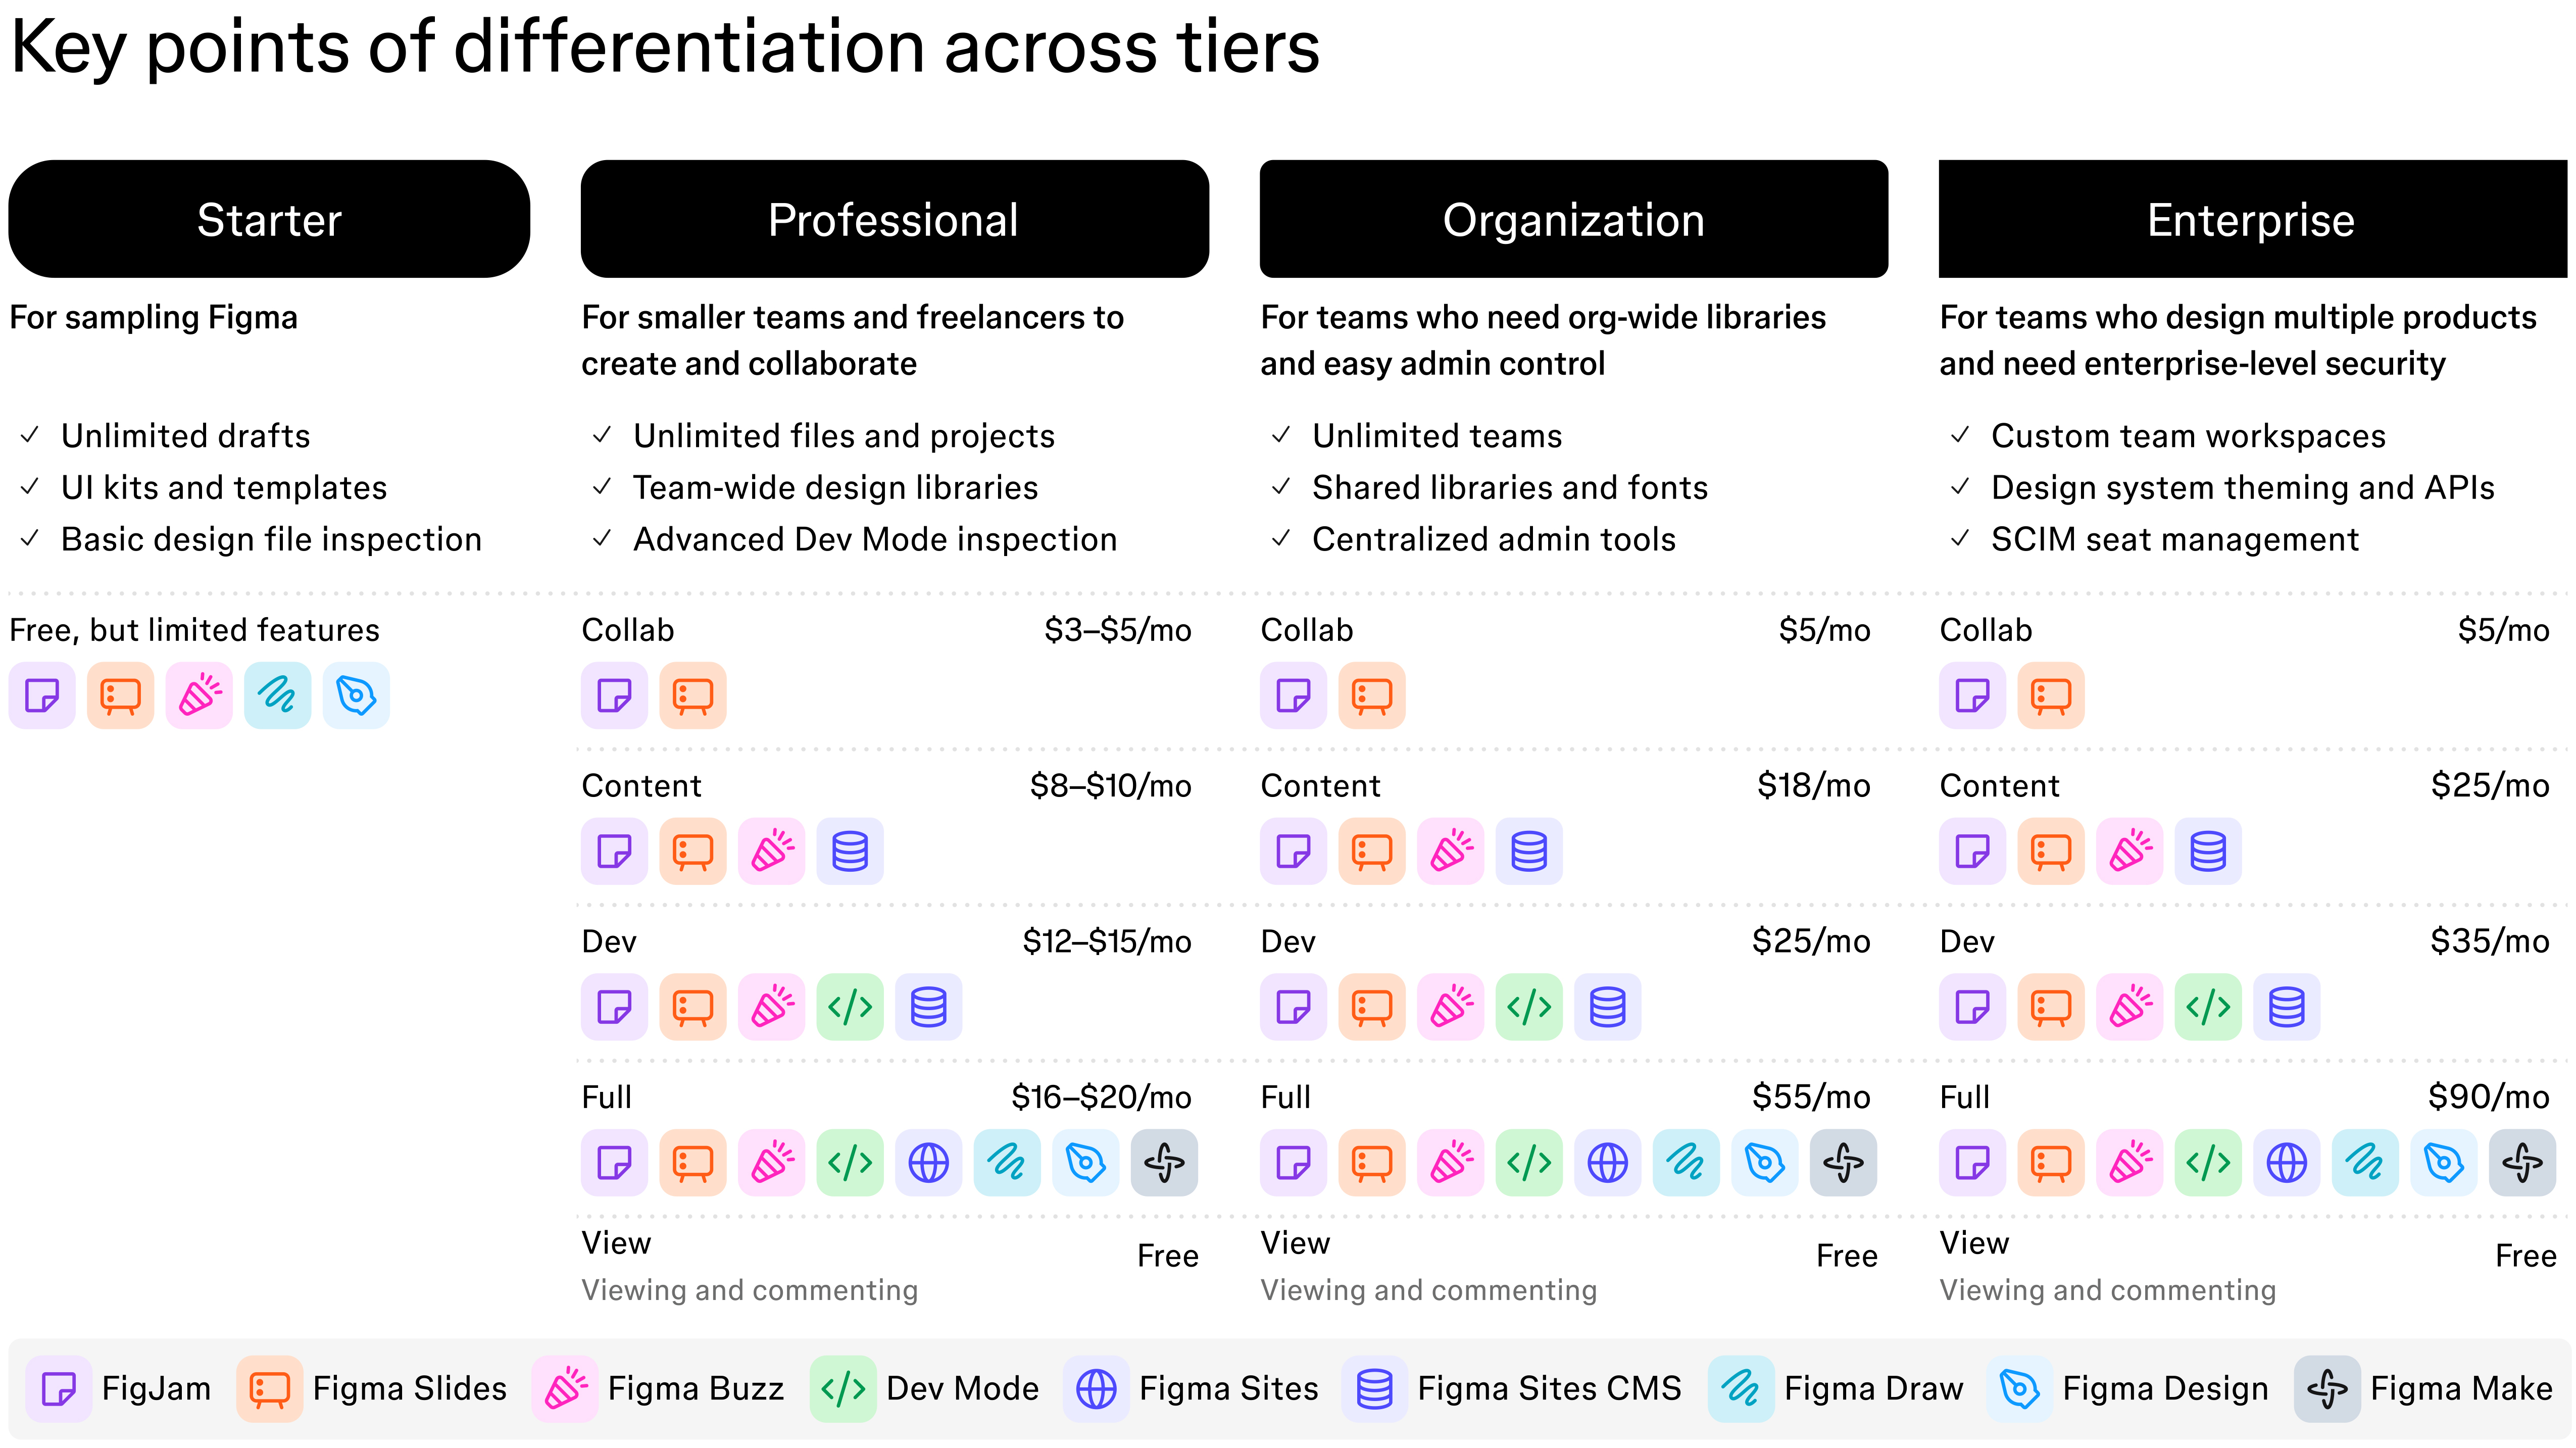 Key points of differentiation across tiers
Starter
For sampling Figma
Unlimited drafts
UI kits and templates
Basic design file inspection
Free, but limited features
Professional
For smaller teams and freelancers to
create and collaborate
Unlimited files and projects
Team-wide design libraries
Advanced Dev Mode inspection
Collab $3–$5/mo
Content $8–$10/mo
Dev $12–$15/mo
Full $16–$20/mo
View Free
Viewing and commenting
Organization
For teams who need org-wide libraries
and easy admin control
Unlimited teams
Shared libraries and fonts
Centralized admin tools
Collab $5/mo
Content $18/mo
Dev $25/mo
Full $55/mo
View Free
Viewing and commenting
Enterprise
For teams who design multiple products
and need enterprise-level security
Custom team workspaces
Design system theming and APIs
SCIM seat management
Collab $5/mo
Content $25/mo
Dev $35/mo
Full $90/mo
View Free
Viewing and commenting
FigJam Figma Slides Figma Buzz Dev Mode Figma Sites Figma Sites CMS Figma Draw Figma Design Figma Make